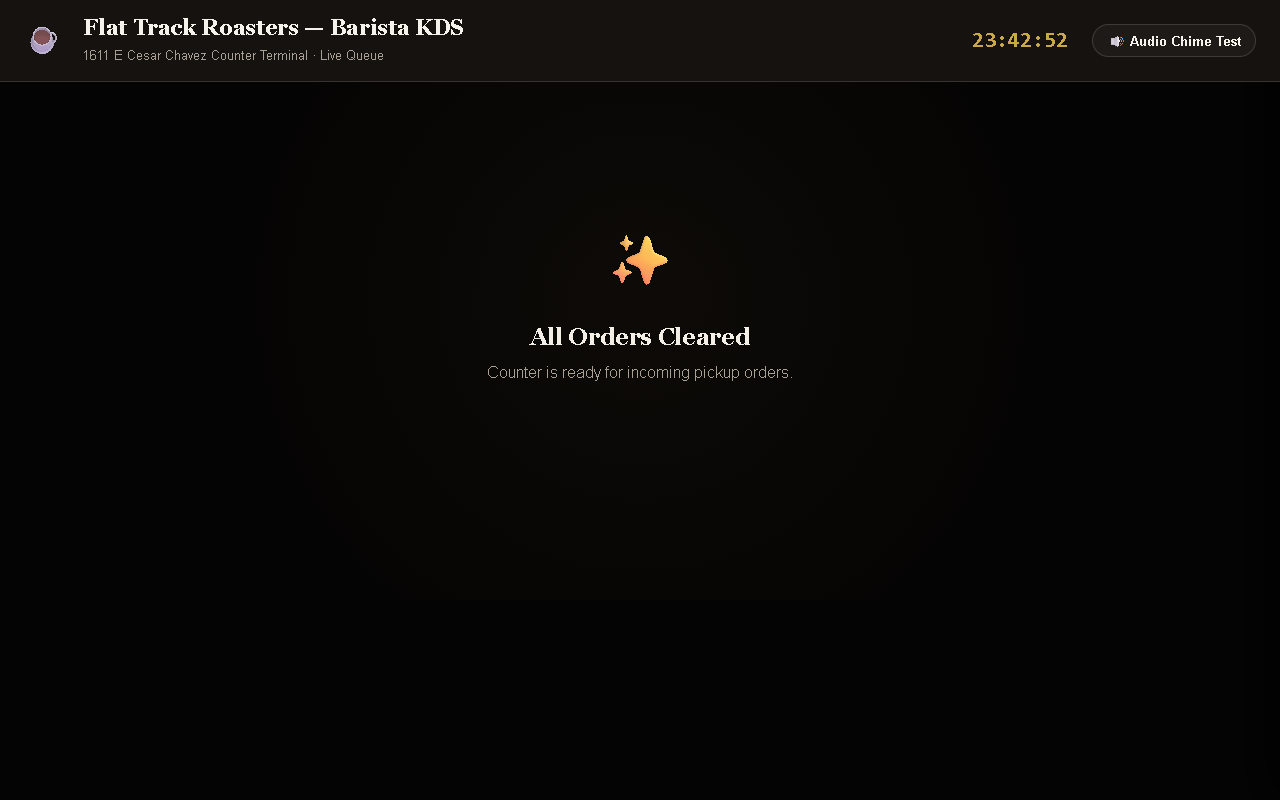 Flat Track Roasters — Barista KDS
1611 E Cesar Chavez Counter Terminal · Live Queue
23:42:52
Audio Chime Test
All Orders Cleared
Counter is ready for incoming pickup orders.